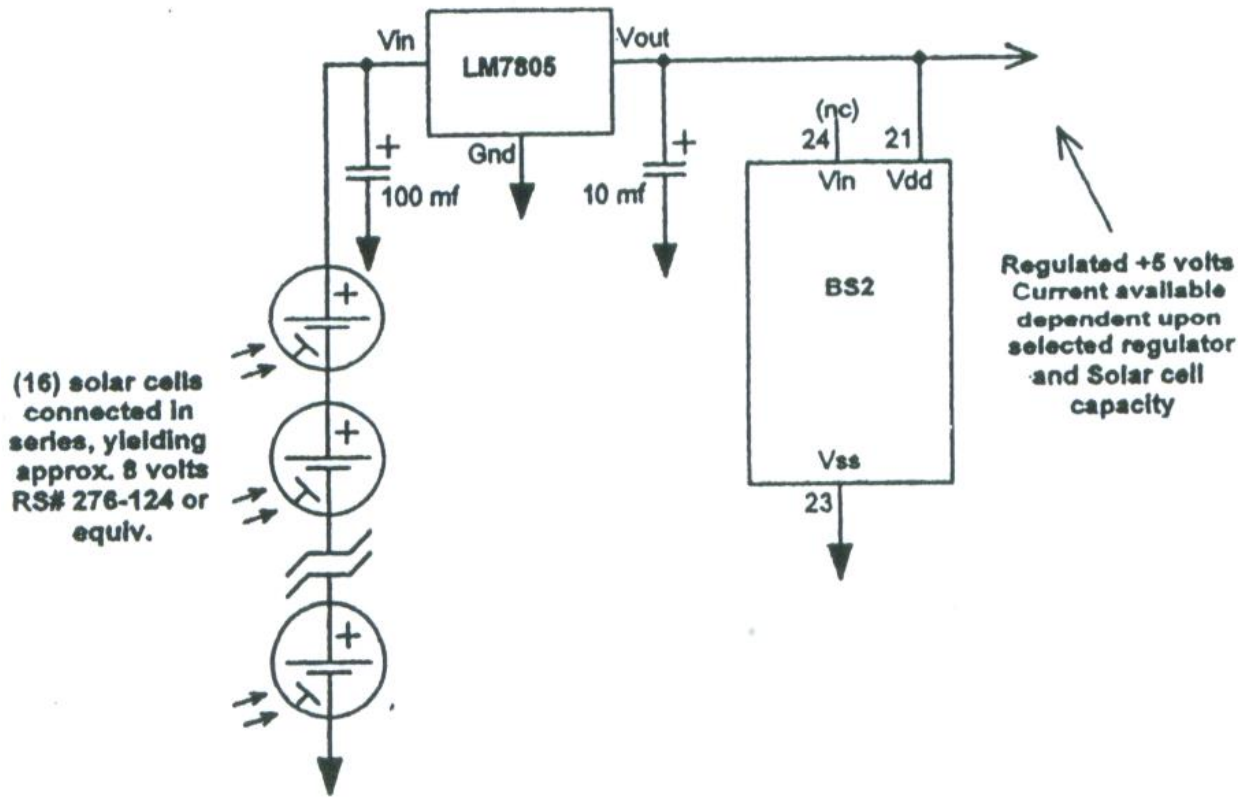 Vin
LM7805
Vout
Gnd
+
100 mf
+
10 mf
(nc)
24
21
Vin
Vdd
BS2
Vss
23
Regulated +5 volts
Current available
dependent upon
selected regulator
and Solar cell
capacity
(16) solar cells
connected in
series, yielding
approx. 8 volts
RS# 276-124 or
equiv.
+
+
+